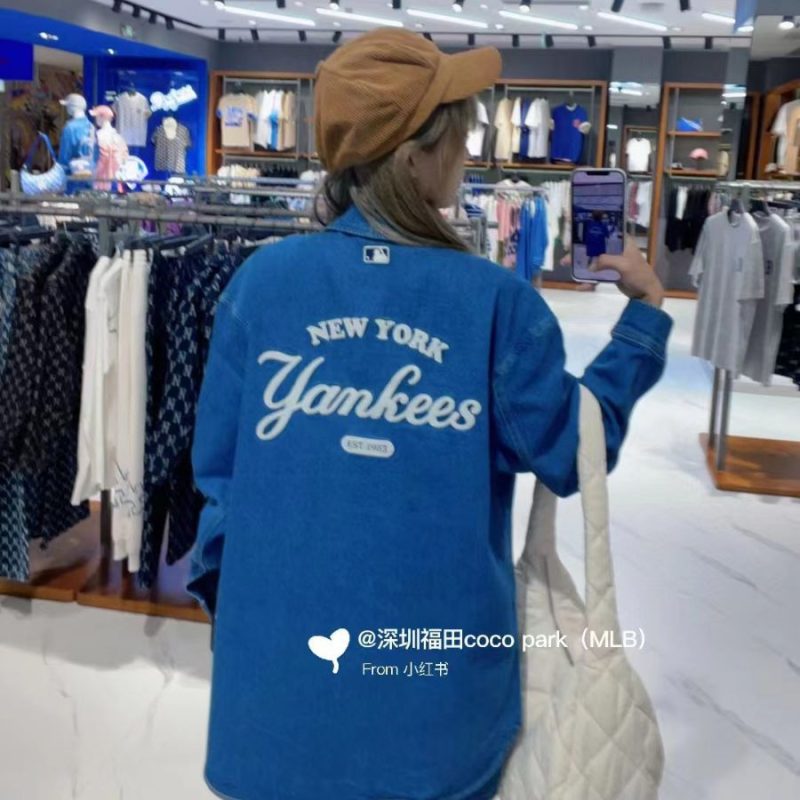 NEW YORK
Yankees
EST 1903
@深圳福田coco park（MLB）
From 小红书